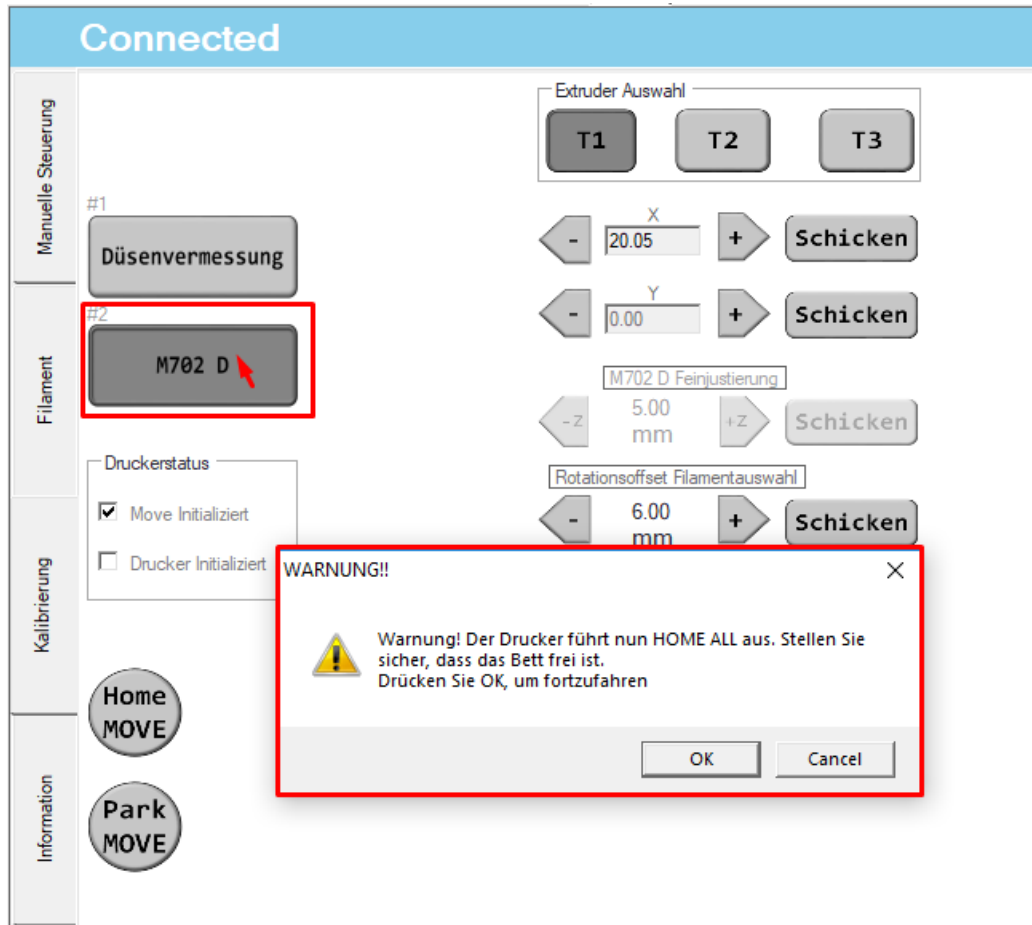 Connected
Manuelle Steuerung
Filament
Kalibrierung
Information
#1
Düsenvermessung
#2
M702 D
Druckerstatus
Move Initializiert
Drucker Initializiert
Home
MOVE
Park
MOVE
Extruder Auswahl
T1 T2 T3
X
- 20.05 + Schicken
Y
- 0.00 + Schicken
M702 D Feinjustierung
-Z 5.00 mm +Z Schicken
Rotationsoffset Filamentauswahl
- 6.00 mm + Schicken
WARNUNG!!
Warnung! Der Drucker führt nun HOME ALL aus. Stellen Sie
sicher, dass das Bett frei ist.
Drücken Sie OK, um fortzufahren
OK Cancel